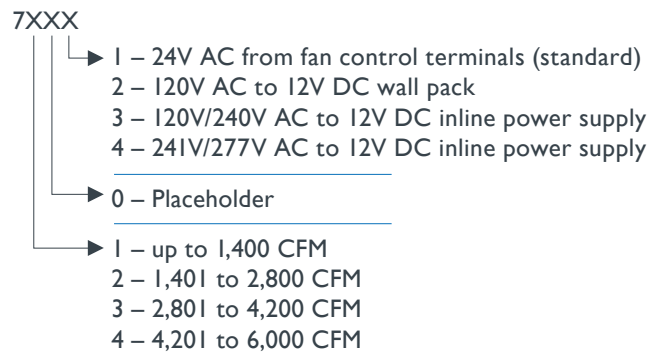 7XXX
1 – 24V AC from fan control terminals (standard)
2 – 120V AC to 12V DC wall pack
3 – 120V/240V AC to 12V DC inline power supply
4 – 241V/277V AC to 12V DC inline power supply
0 – Placeholder
1 – up to 1,400 CFM
2 – 1,401 to 2,800 CFM
3 – 2,801 to 4,200 CFM
4 – 4,201 to 6,000 CFM